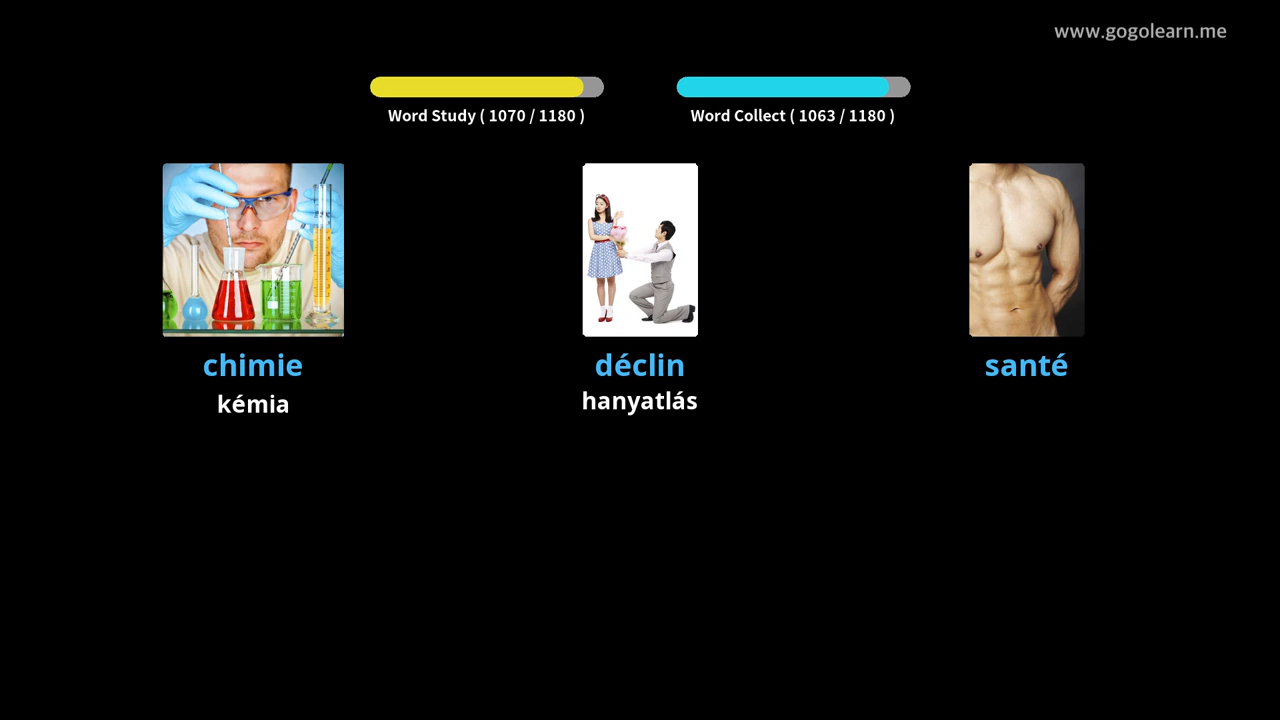 www.gogolearn.me
Word Study ( 1070 / 1180 )
Word Collect ( 1063 / 1180 )
chimie
kémia
déclin
hanyatlás
santé